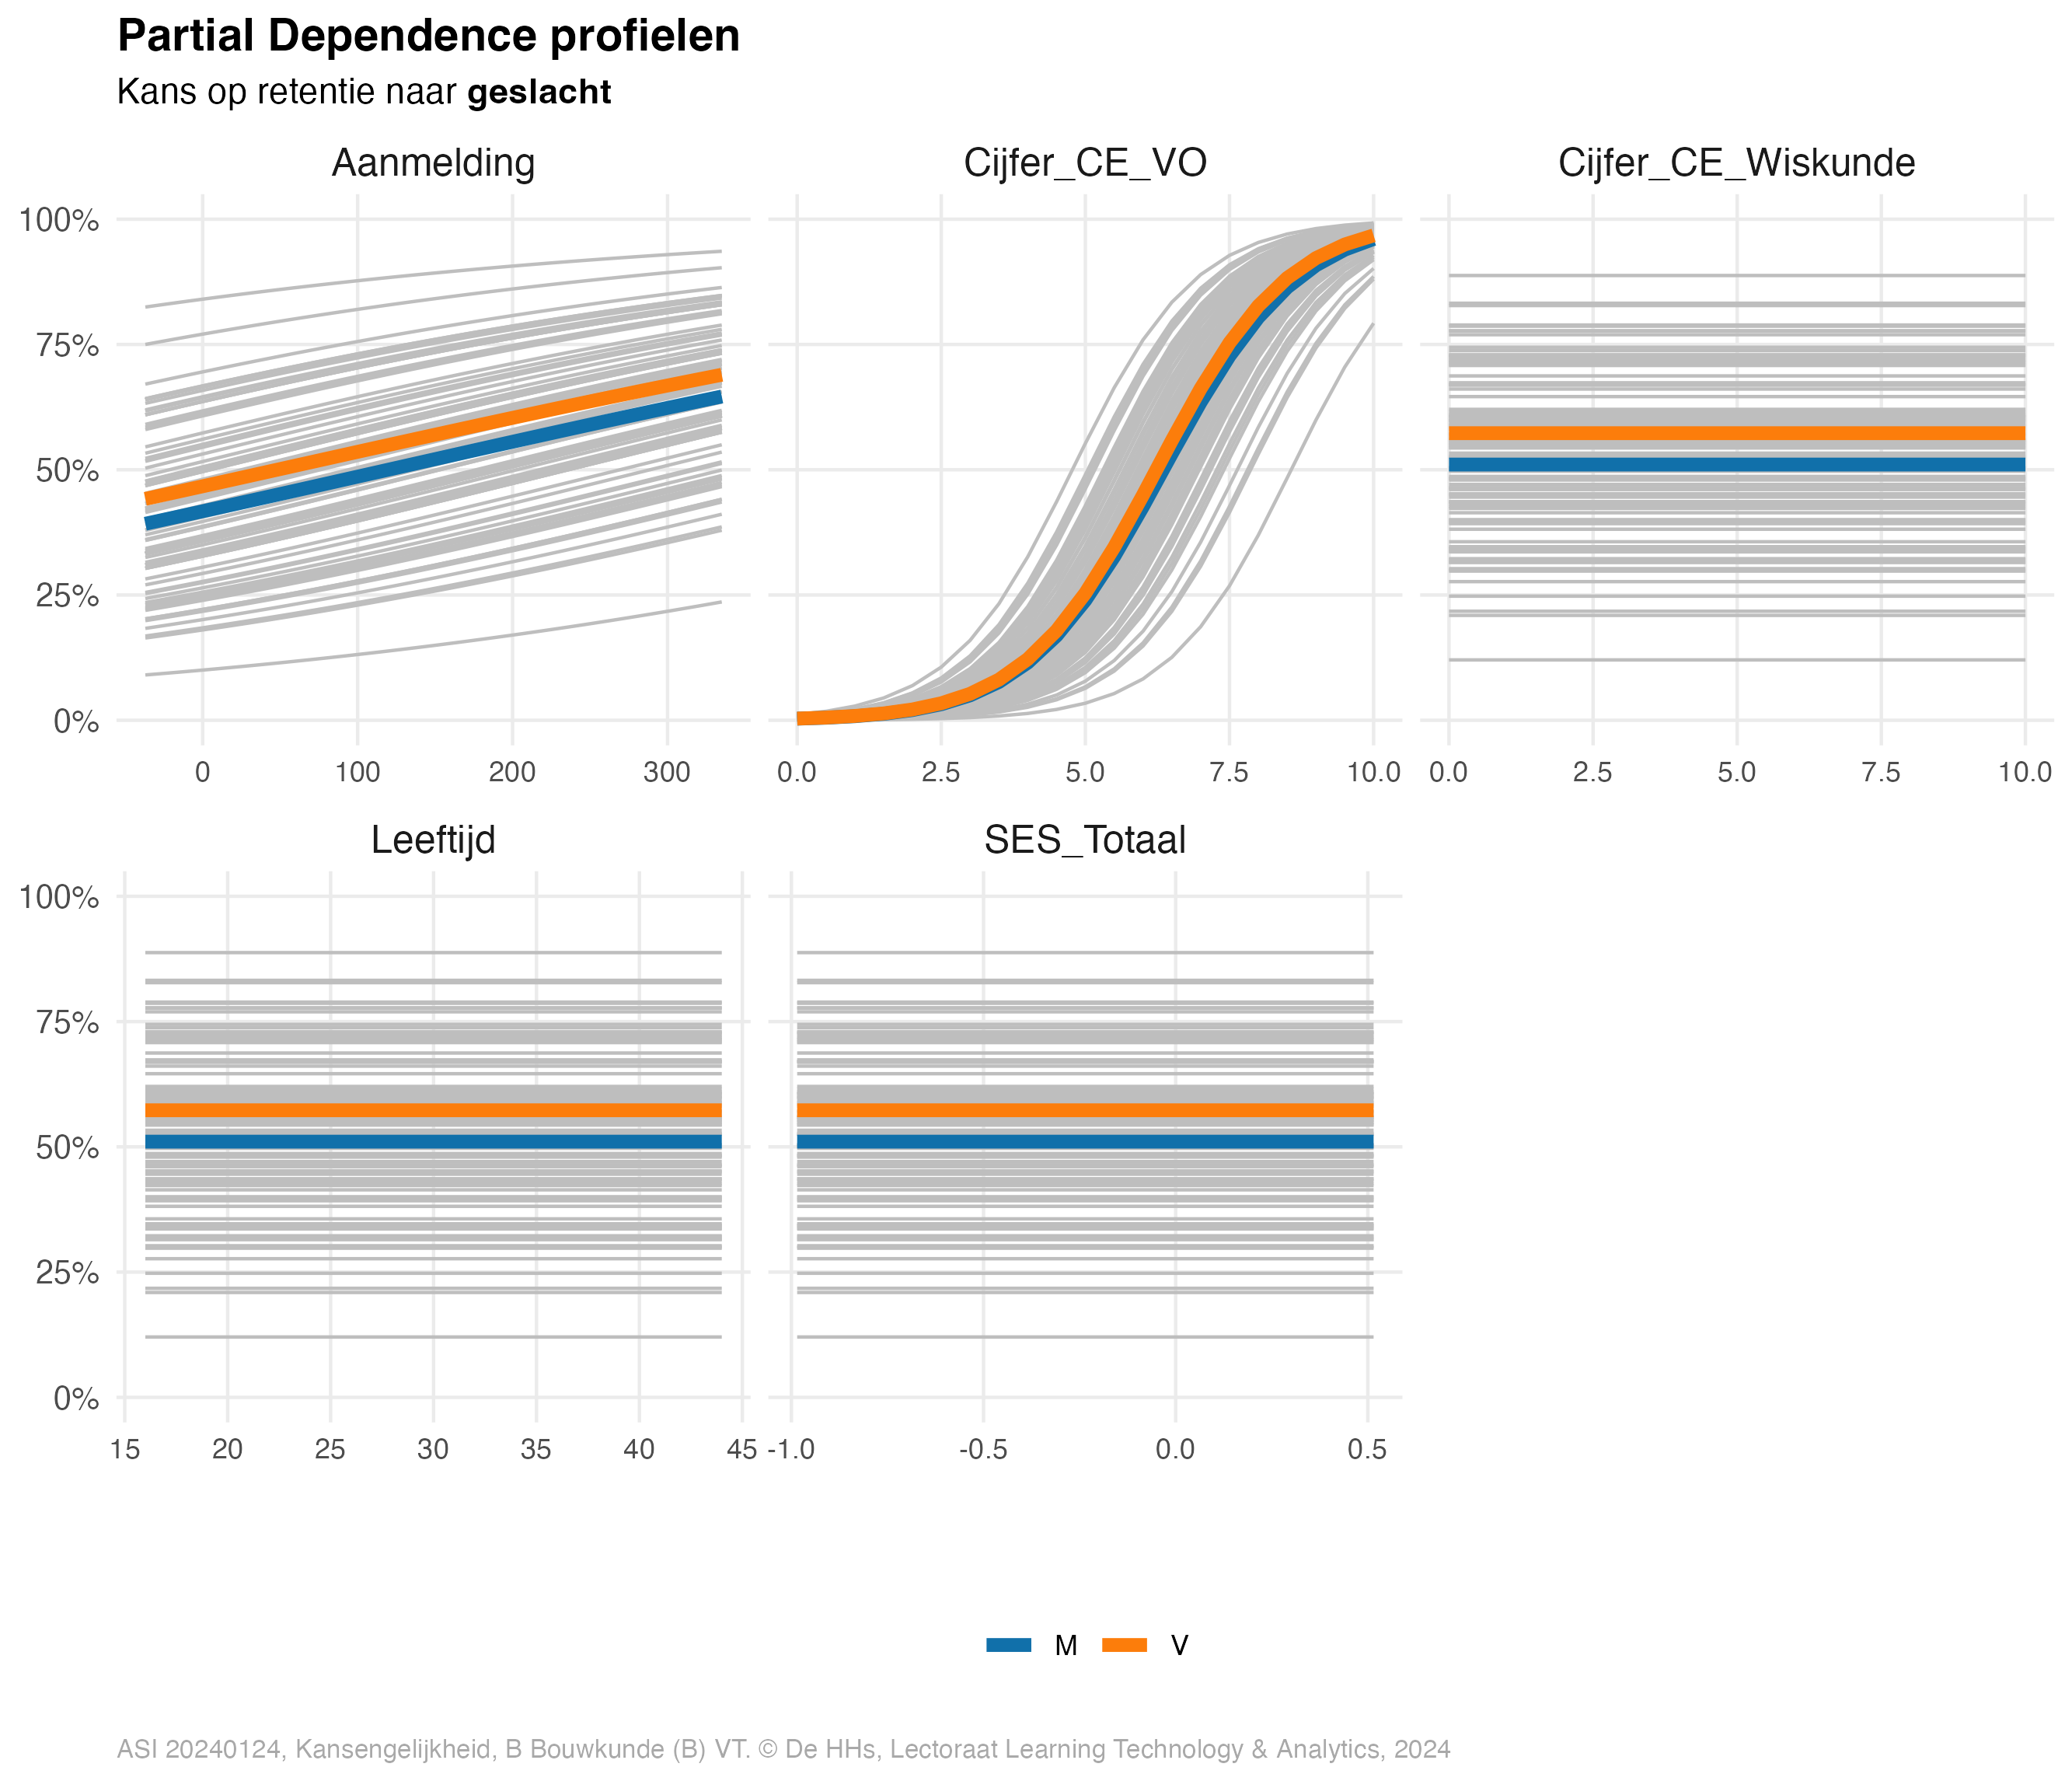 Partial Dependence profielen
Kans op retentie naar geslacht
Aanmelding
Cijfer_CE_VO
Cijfer_CE_Wiskunde
100%
75%
50%
25%
0%
0 100 200 300
0.0 2.5 5.0 7.5 10.0
0.0 2.5 5.0 7.5 10.0
Leeftijd
SES_Totaal
100%
75%
50%
25%
0%
15 20 25 30 35 40 45
-1.0 -0.5 0.0 0.5
M V
ASI 20240124, Kansengelijkheid, B Bouwkunde (B) VT. © De HHs, Lectoraat Learning Technology & Analytics, 2024